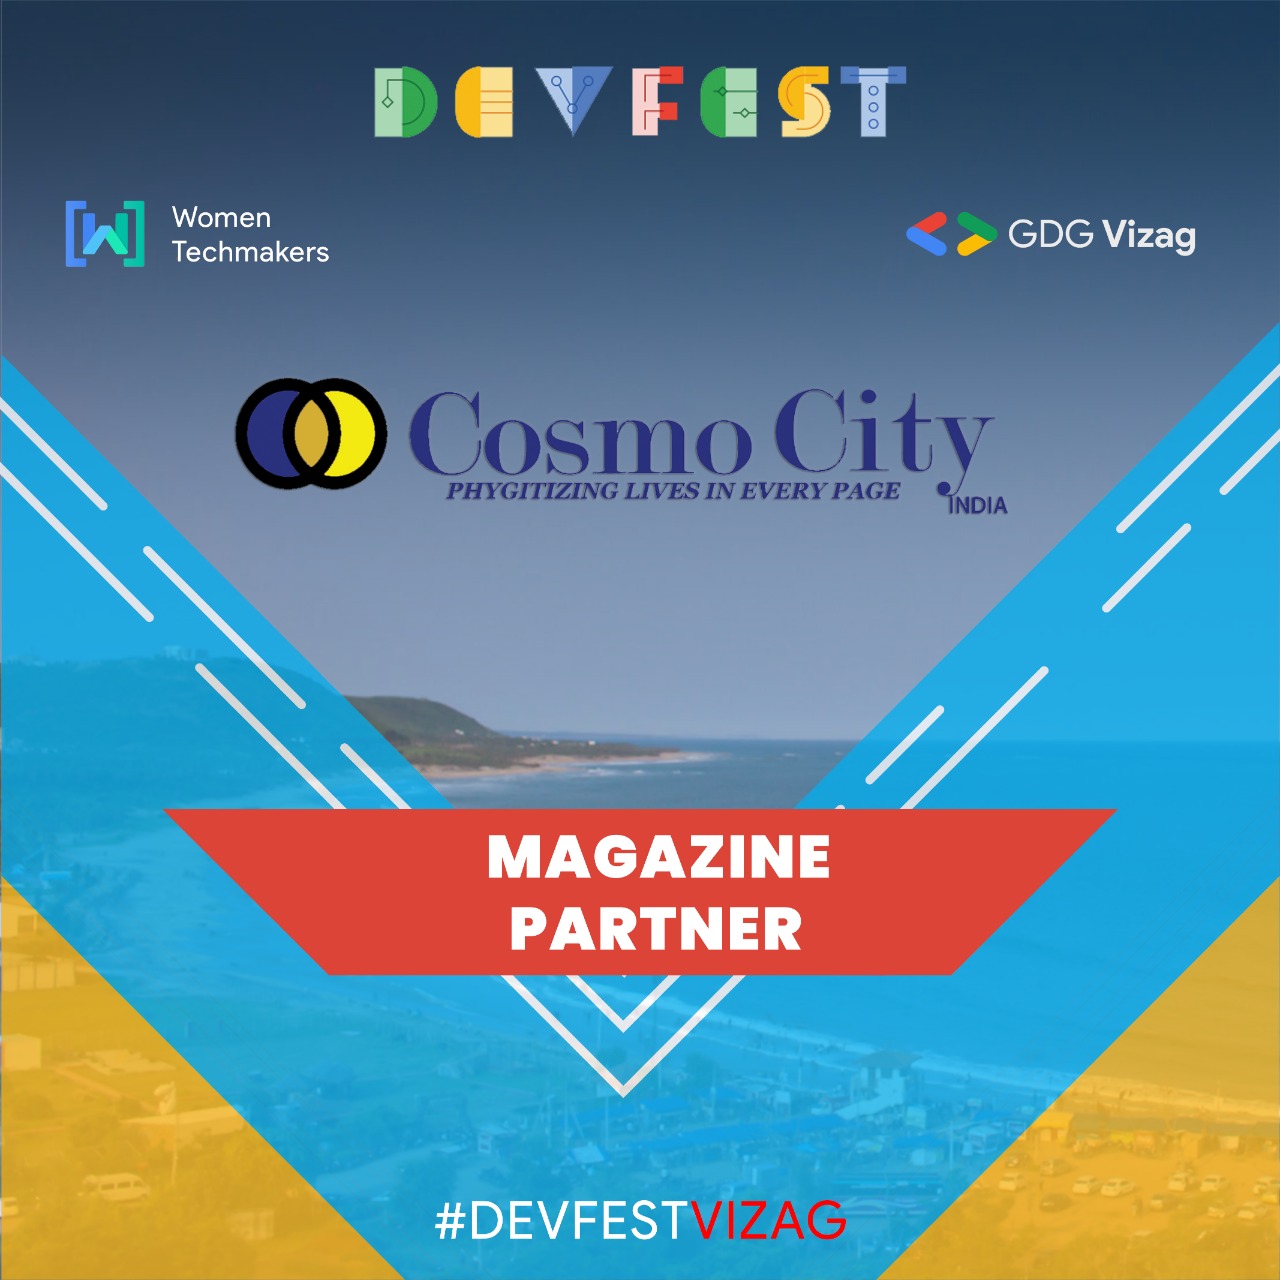 DEVFEST
Women
Techmakers
GDG Vizag
Cosmo City
PHYGITIZING LIVES IN EVERY PAGE
INDIA
MAGAZINE
PARTNER
#DEVFESTVIZAG